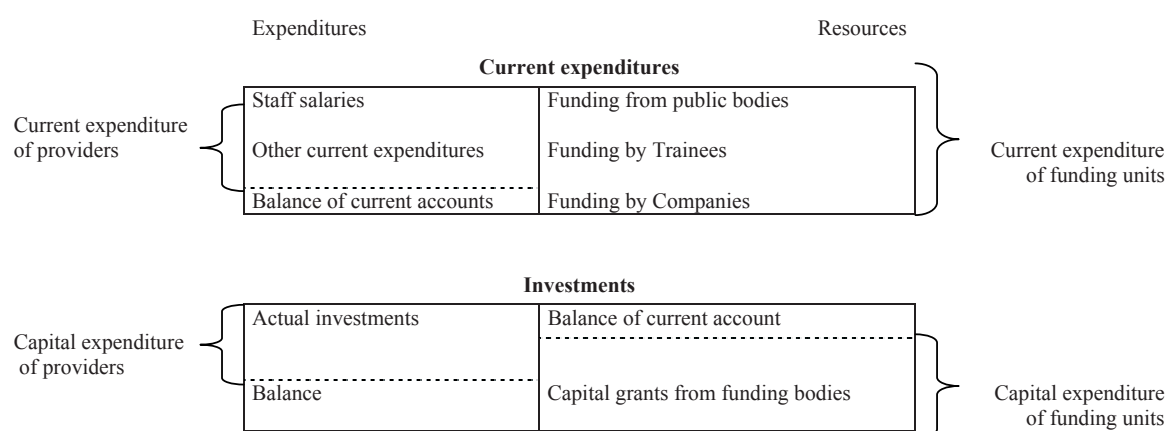 Expenditures
Resources
Current expenditures
Current expenditure
of providers
Staff salaries
Other current expenditures
Balance of current accounts
Funding from public bodies
Funding by Trainees
Funding by Companies
Current expenditure
of funding units
Investments
Capital expenditure
of providers
Actual investments
Balance
Balance of current account
Capital grants from funding bodies
Capital expenditure
of funding units